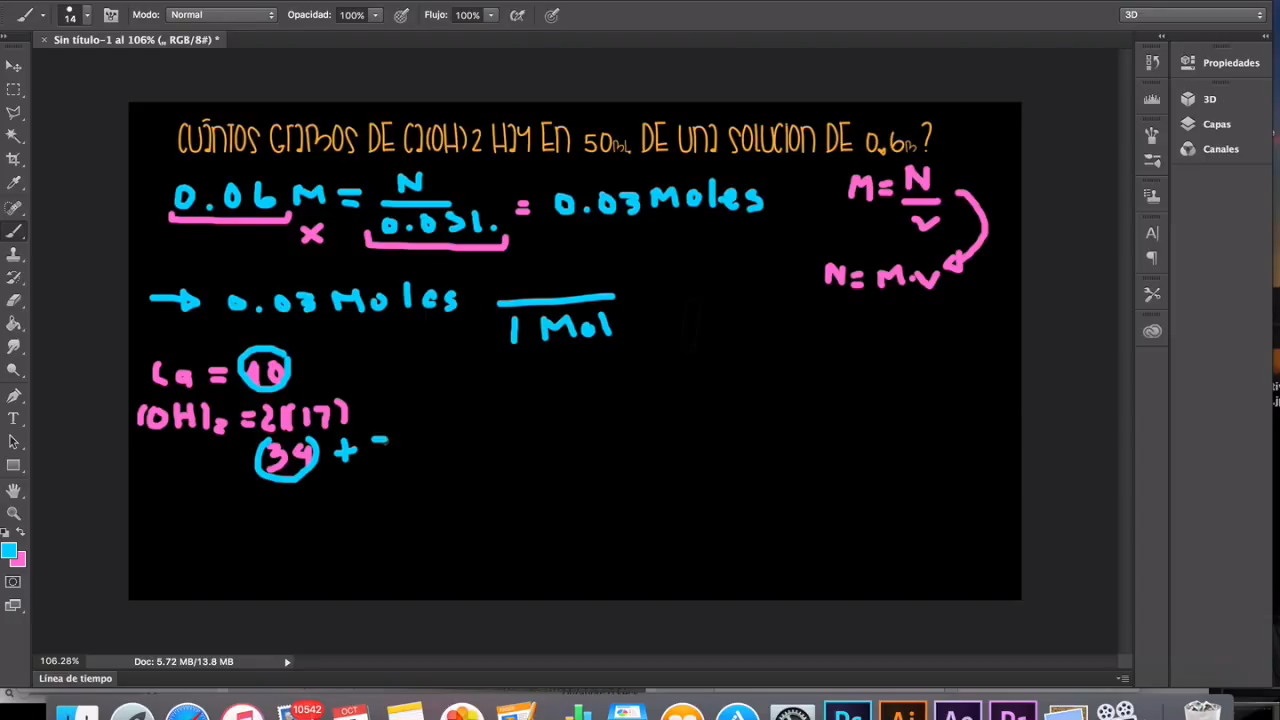 Modo: Normal Opacidad: 100% Flujo: 100% 3D
14
× Sin título-1 al 106% („ RGB/8#) *
Propiedades
3D
Capas
Canales
CUÁNTOS GRAMOS DE CA(OH)2 HAY EN 50ML. DE UNA SOLUCION DE 0.6M?
0.06 M = N / 0.05L. = 0.03 Moles
x
M = N / V
N = M·V
→ 0.03 Moles
1 Mol
Ca = 40
(OH)2 = 2(17)
34 +
106.28% Doc: 5.72 MB/13.8 MB
Línea de tiempo
10542
OCT